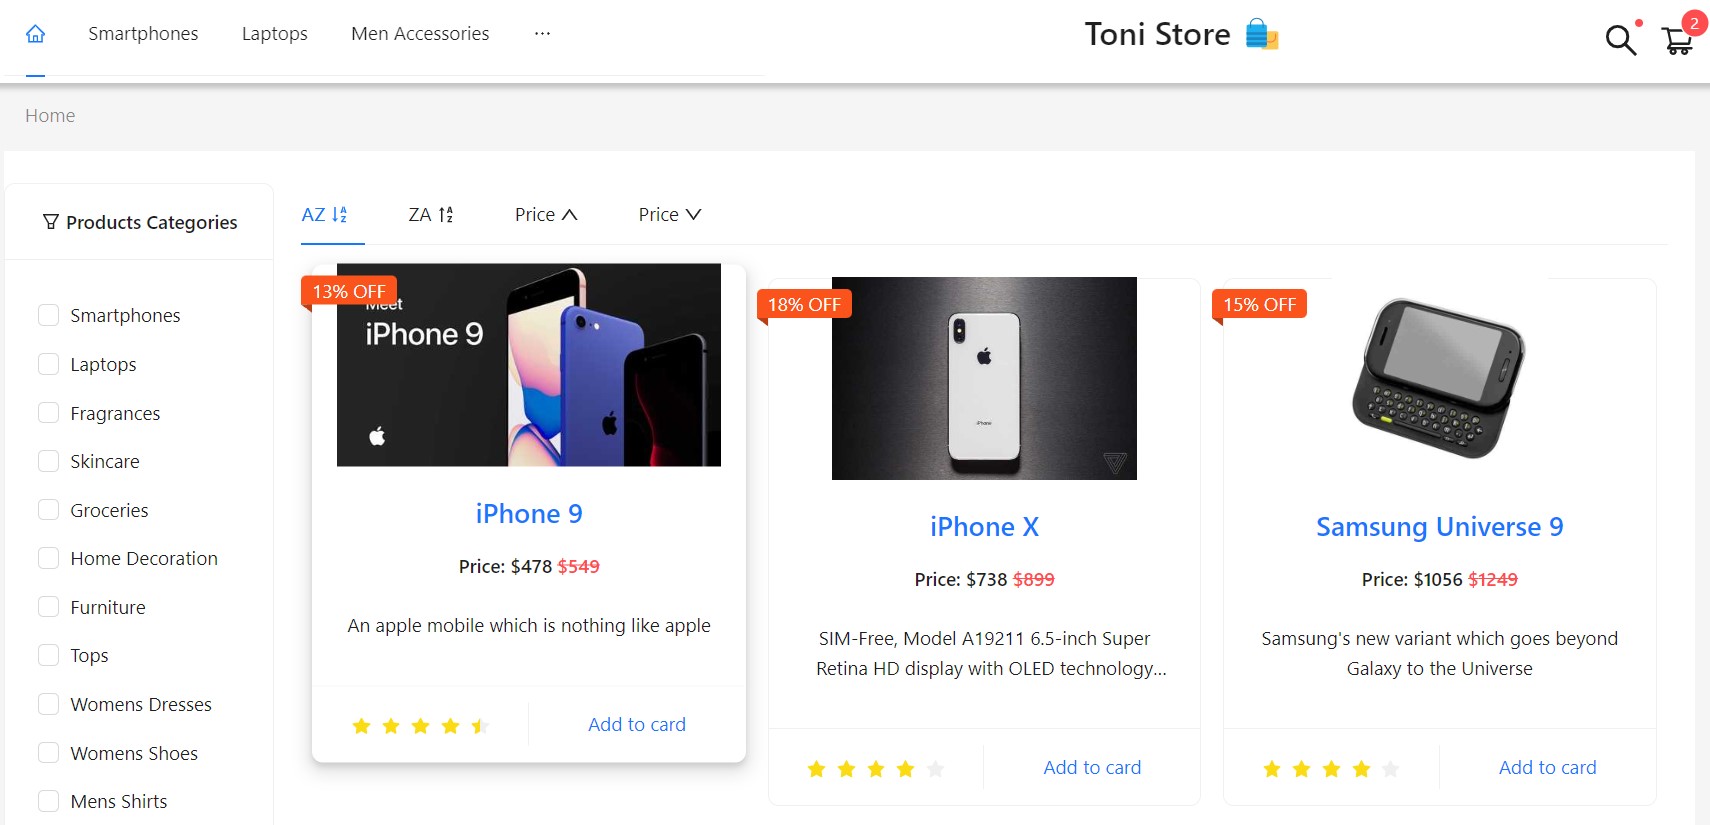 Smartphones Laptops Men Accessories ···
Toni Store
2
Home
Products Categories
Smartphones
Laptops
Fragrances
Skincare
Groceries
Home Decoration
Furniture
Tops
Womens Dresses
Womens Shoes
Mens Shirts
AZ ZA Price Price
13% OFF
Meet
iPhone 9
iPhone 9
Price: $478 $549
An apple mobile which is nothing like apple
Add to card
18% OFF
iPhone
iPhone X
Price: $738 $899
SIM-Free, Model A19211 6.5-inch Super
Retina HD display with OLED technology...
Add to card
15% OFF
Samsung Universe 9
Price: $1056 $1249
Samsung's new variant which goes beyond
Galaxy to the Universe
Add to card